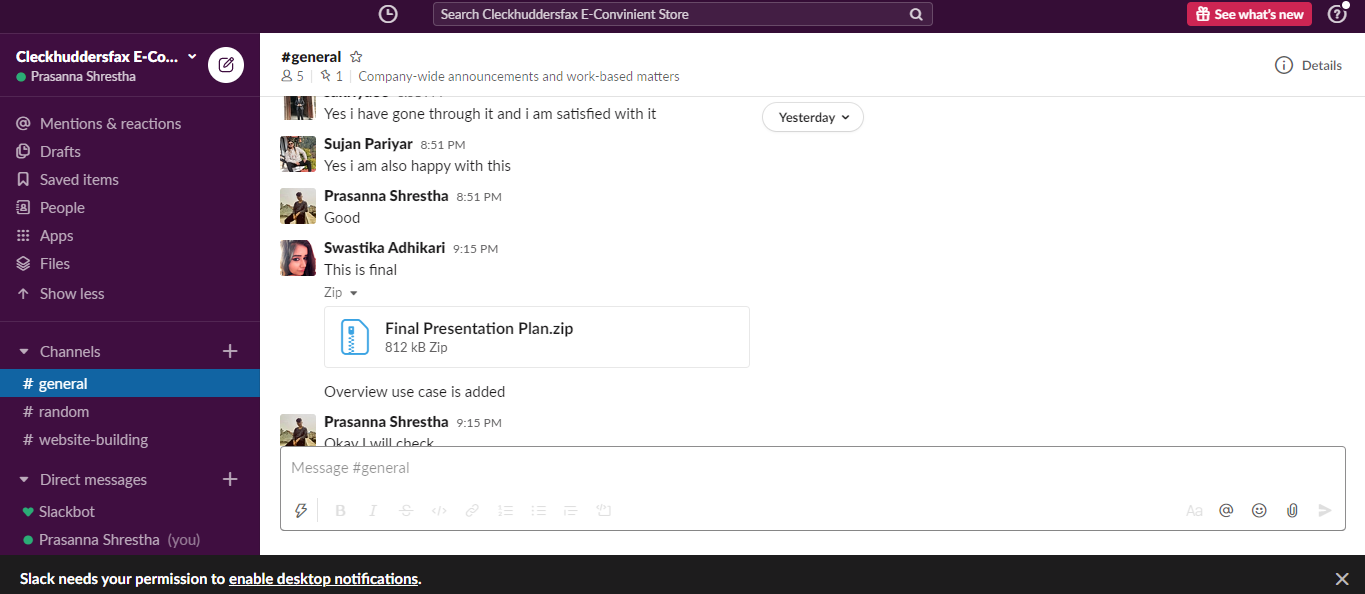 Search Cleckhuddersfax E-Convinient Store
See what's new
Cleckhuddersfax E-Co...
Prasanna Shrestha
Mentions & reactions
Drafts
Saved items
People
Apps
Files
Show less
Channels
# general
# random
# website-building
Direct messages
Slackbot
Prasanna Shrestha (you)
#general
5 | 1 | Company-wide announcements and work-based matters
Details
Yesterday
Yes i have gone through it and i am satisfied with it
Sujan Pariyar 8:51 PM
Yes i am also happy with this
Prasanna Shrestha 8:51 PM
Good
Swastika Adhikari 9:15 PM
This is final
Zip
Final Presentation Plan.zip
812 kB Zip
Overview use case is added
Prasanna Shrestha 9:15 PM
Okay I will check
Message #general
Aa
Slack needs your permission to enable desktop notifications.